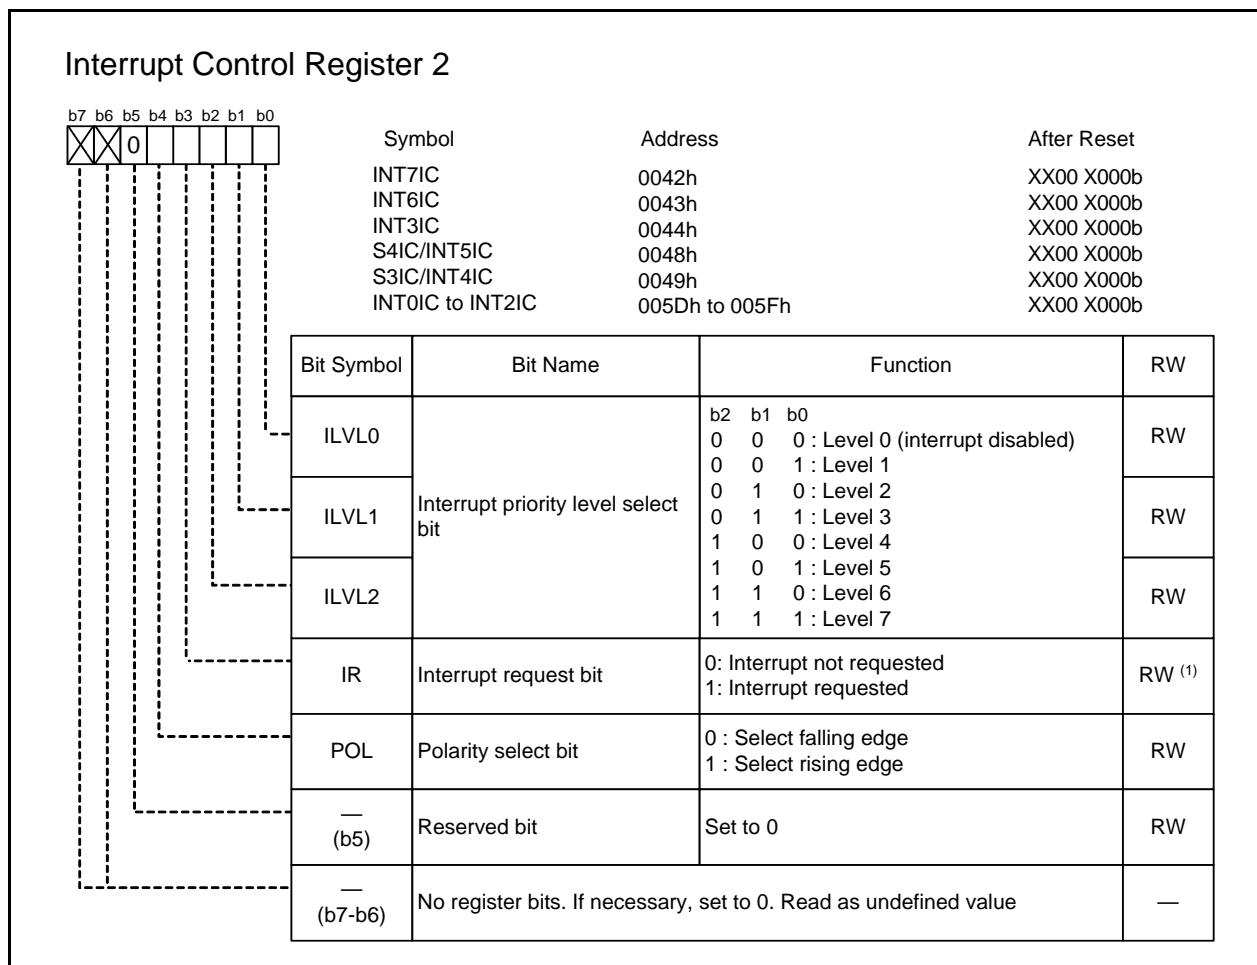 Interrupt Control Register 2
b7 b6 b5 b4 b3 b2 b1 b0
0
Symbol Address After Reset
INT7IC 0042h XX00 X000b
INT6IC 0043h XX00 X000b
INT3IC 0044h XX00 X000b
S4IC/INT5IC 0048h XX00 X000b
S3IC/INT4IC 0049h XX00 X000b
INT0IC to INT2IC 005Dh to 005Fh XX00 X000b
Bit Symbol Bit Name Function RW
ILVL0 RW
ILVL1 RW
ILVL2 RW
Interrupt priority level select
bit
b2 b1 b0
0 0 0 : Level 0 (interrupt disabled)
0 0 1 : Level 1
0 1 0 : Level 2
0 1 1 : Level 3
1 0 0 : Level 4
1 0 1 : Level 5
1 1 0 : Level 6
1 1 1 : Level 7
IR Interrupt request bit 0: Interrupt not requested
1: Interrupt requested
RW (1)
POL Polarity select bit 0 : Select falling edge
1 : Select rising edge
RW
—
(b5) Reserved bit Set to 0 RW
—
(b7-b6) No register bits. If necessary, set to 0. Read as undefined value —